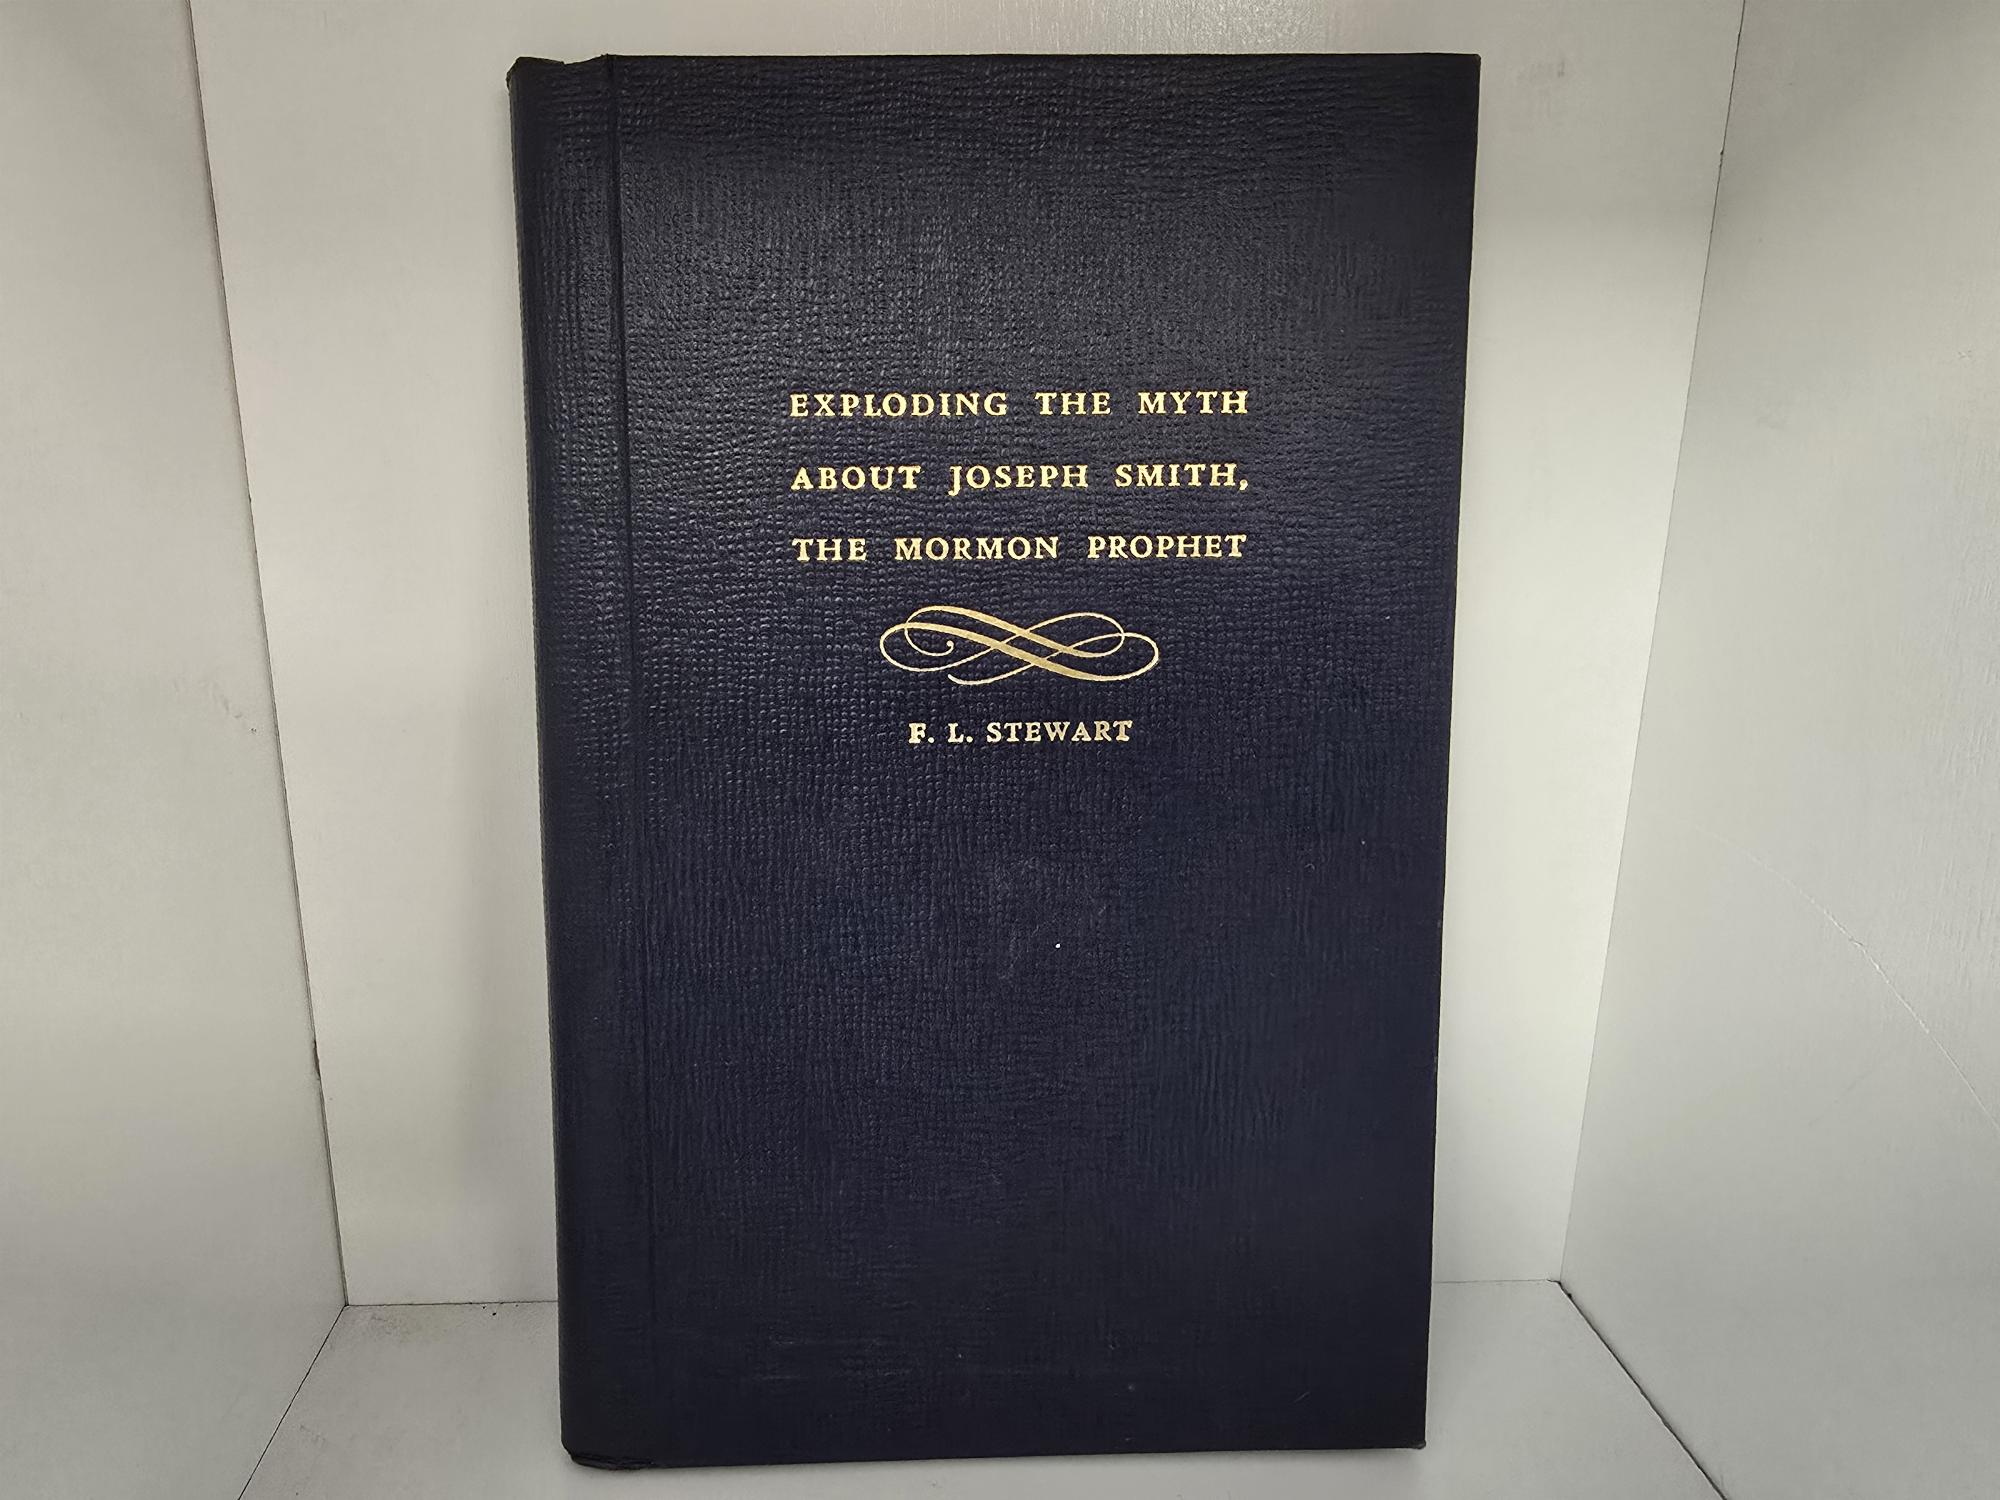 EXPLODING THE MYTH
ABOUT JOSEPH SMITH,
THE MORMON PROPHET
F. L. STEWART